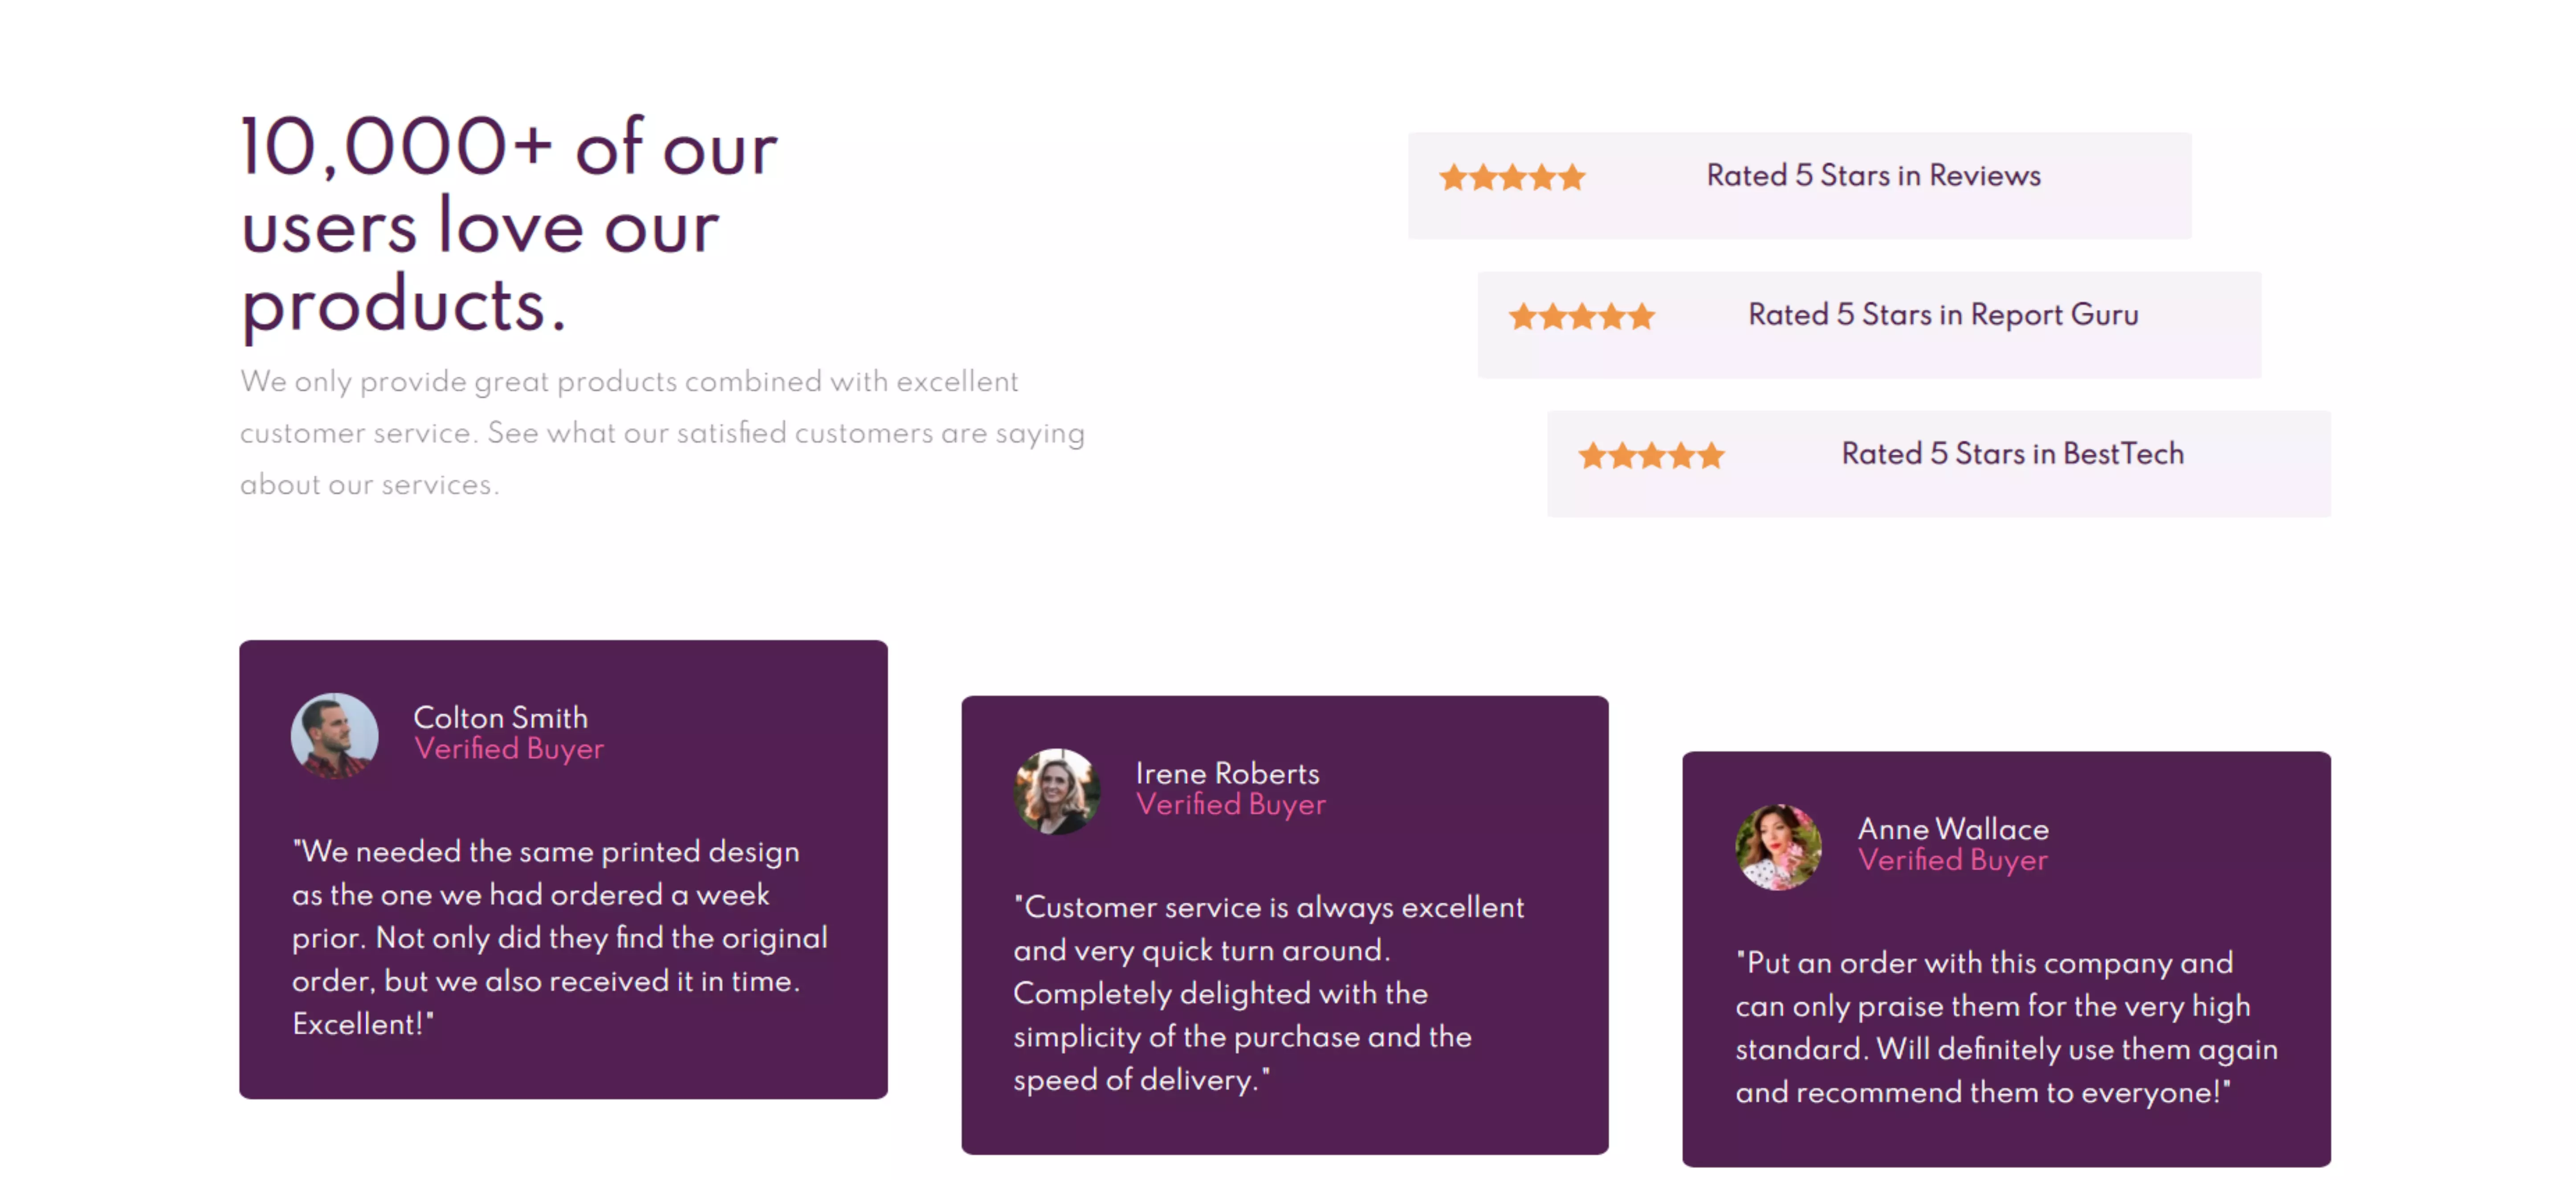 10,000+ of our
users love our
products.
We only provide great products combined with excellent
customer service. See what our satisfied customers are saying
about our services.
Rated 5 Stars in Reviews
Rated 5 Stars in Report Guru
Rated 5 Stars in BestTech
Colton Smith
Verified Buyer
"We needed the same printed design
as the one we had ordered a week
prior. Not only did they find the original
order, but we also received it in time.
Excellent!"
Irene Roberts
Verified Buyer
"Customer service is always excellent
and very quick turn around.
Completely delighted with the
simplicity of the purchase and the
speed of delivery."
Anne Wallace
Verified Buyer
"Put an order with this company and
can only praise them for the very high
standard. Will definitely use them again
and recommend them to everyone!"